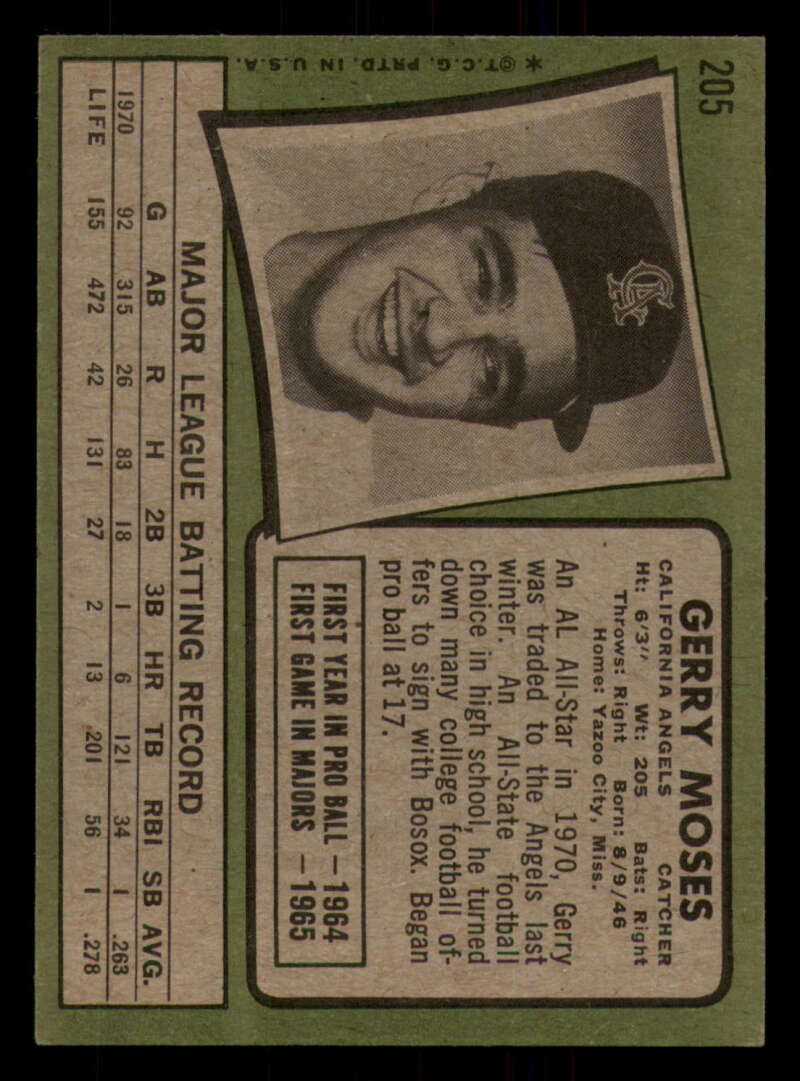 205
GERRY MOSES
CALIFORNIA ANGELS CATCHER
Ht: 6'3" Wt: 205 Bats: Right
Throws: Right Born: 8/9/46
Home: Yazoo City, Miss.
An AL All-Star in 1970, Gerry
was traded to the Angels last
winter. An All-State football
choice in high school, he turned
down many college football of-
fers to sign with Bosox. Began
pro ball at 17.
FIRST YEAR IN PRO BALL — 1964
FIRST GAME IN MAJORS — 1965
CA
MAJOR LEAGUE BATTING RECORD
G AB R H 2B 3B HR TB RBI SB AVG.
1970 92 315 26 83 18 1 6 121 34 1 .263
LIFE 155 472 42 131 27 2 13 201 56 1 .278
* © T.C.G. PRTD. IN U.S.A.